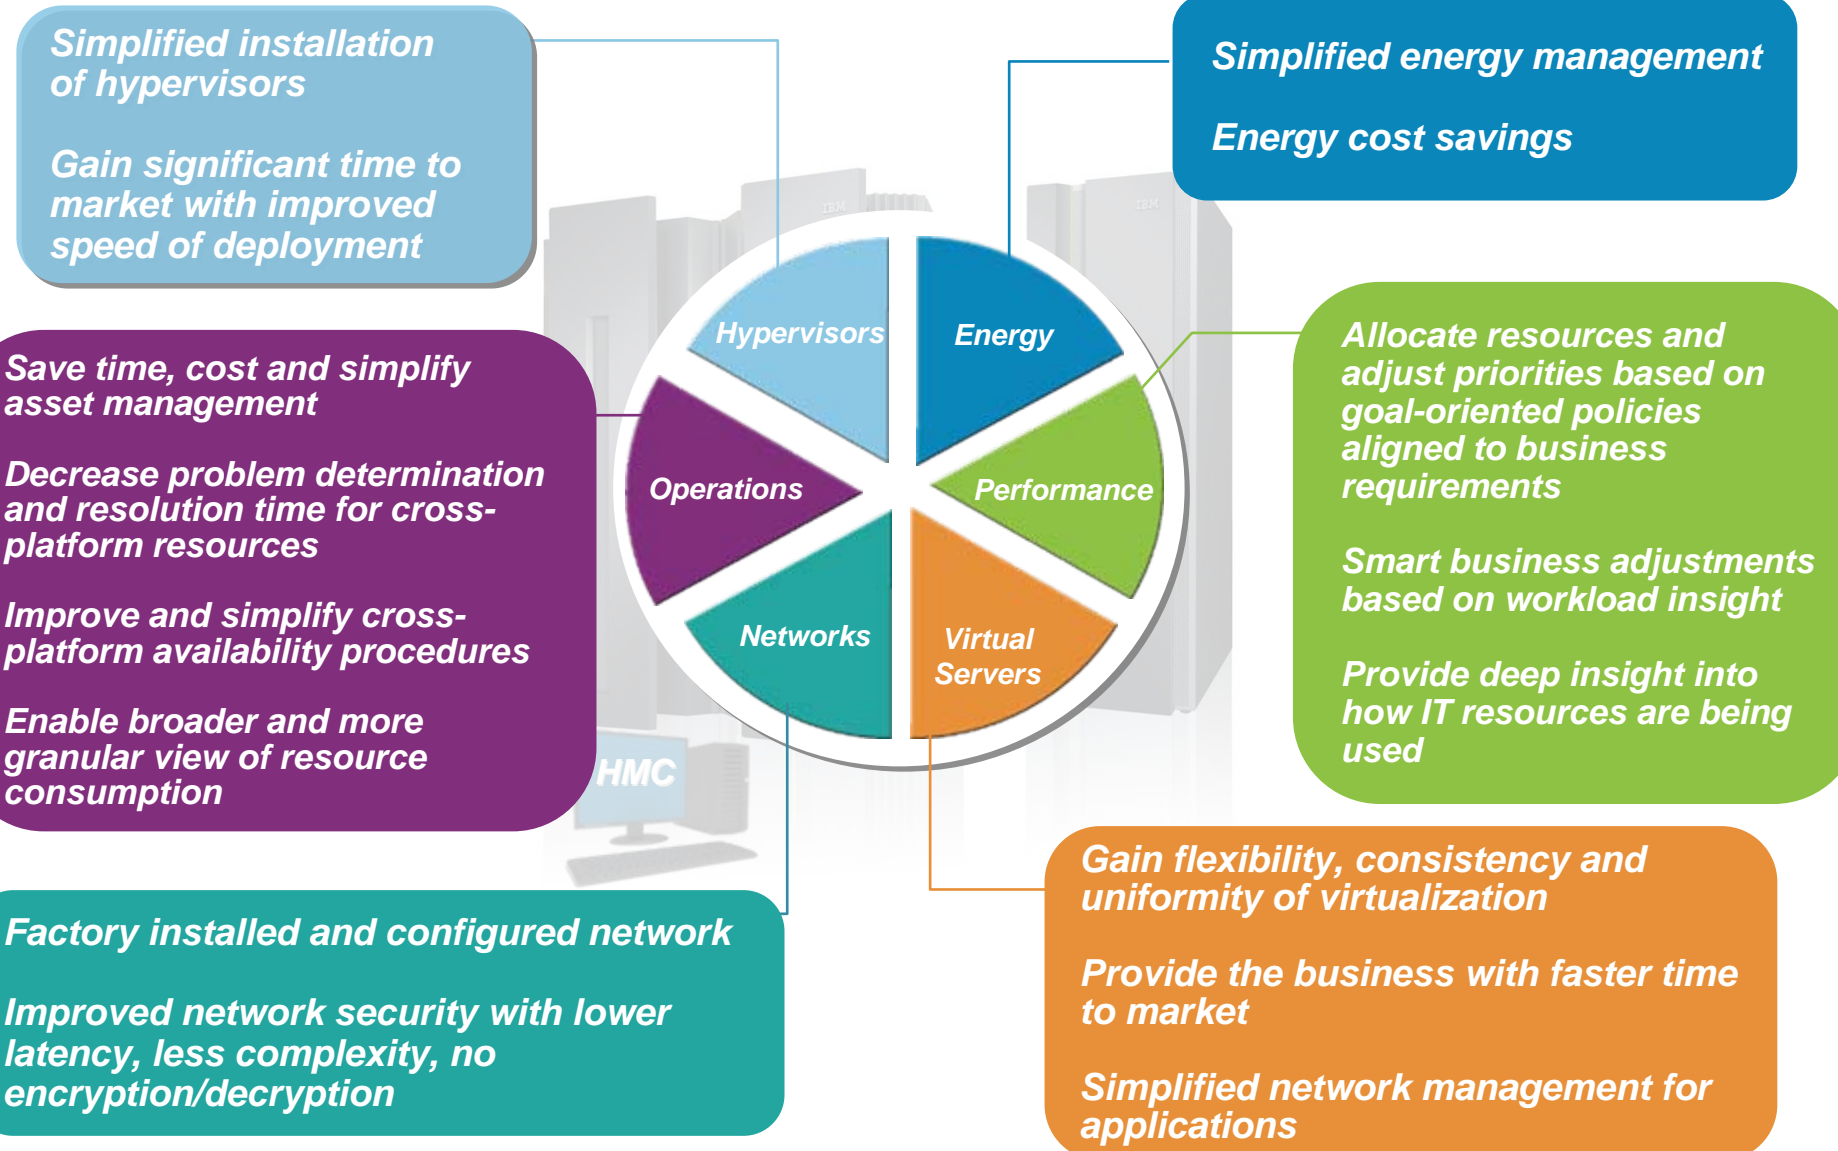 Simplified installation
of hypervisors
Gain significant time to
market with improved
speed of deployment
Simplified energy management
Energy cost savings
IBM
IBM
Hypervisors
Energy
Operations
Performance
Networks
Virtual
Servers
Save time, cost and simplify
asset management
Decrease problem determination
and resolution time for cross-
platform resources
Improve and simplify cross-
platform availability procedures
Enable broader and more
granular view of resource
consumption
Allocate resources and
adjust priorities based on
goal-oriented policies
aligned to business
requirements
Smart business adjustments
based on workload insight
Provide deep insight into
how IT resources are being
used
HMC
Factory installed and configured network
Improved network security with lower
latency, less complexity, no
encryption/decryption
Gain flexibility, consistency and
uniformity of virtualization
Provide the business with faster time
to market
Simplified network management for
applications